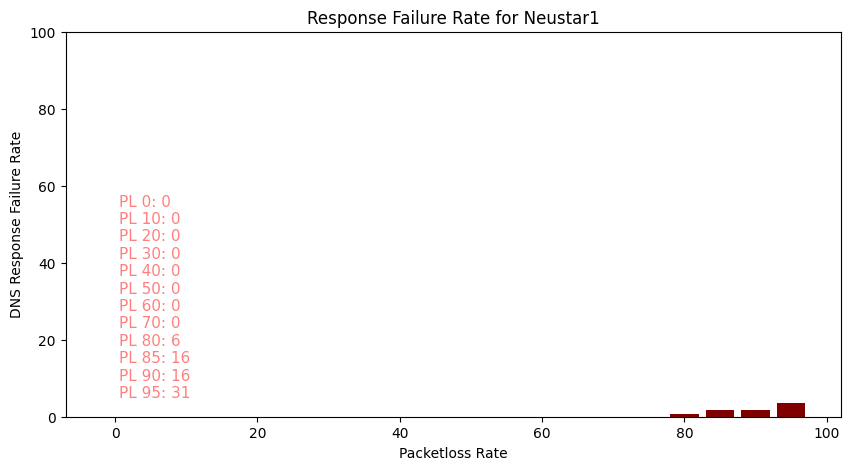 Response Failure Rate for Neustar1
100
80
60
40
20
0
DNS Response Failure Rate
PL 0: 0
PL 10: 0
PL 20: 0
PL 30: 0
PL 40: 0
PL 50: 0
PL 60: 0
PL 70: 0
PL 80: 6
PL 85: 16
PL 90: 16
PL 95: 31
0 20 40 60 80 100
Packetloss Rate